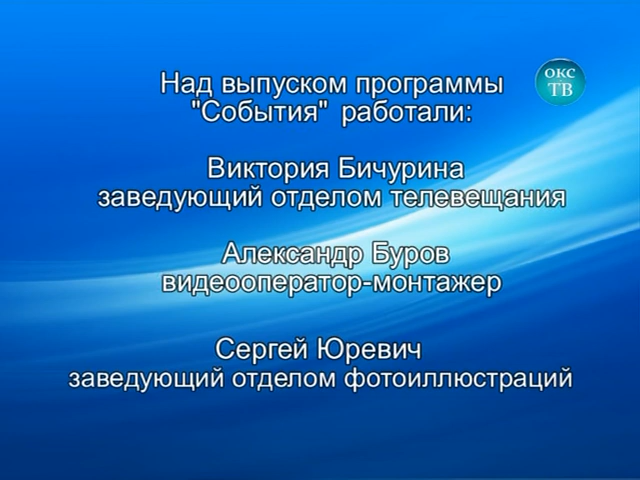 Над выпуском программы
"События" работали:
ОКС
ТВ
Виктория Бичурина
заведующий отделом телевещания
Александр Буров
видеооператор-монтажер
Сергей Юревич
заведующий отделом фотоиллюстраций